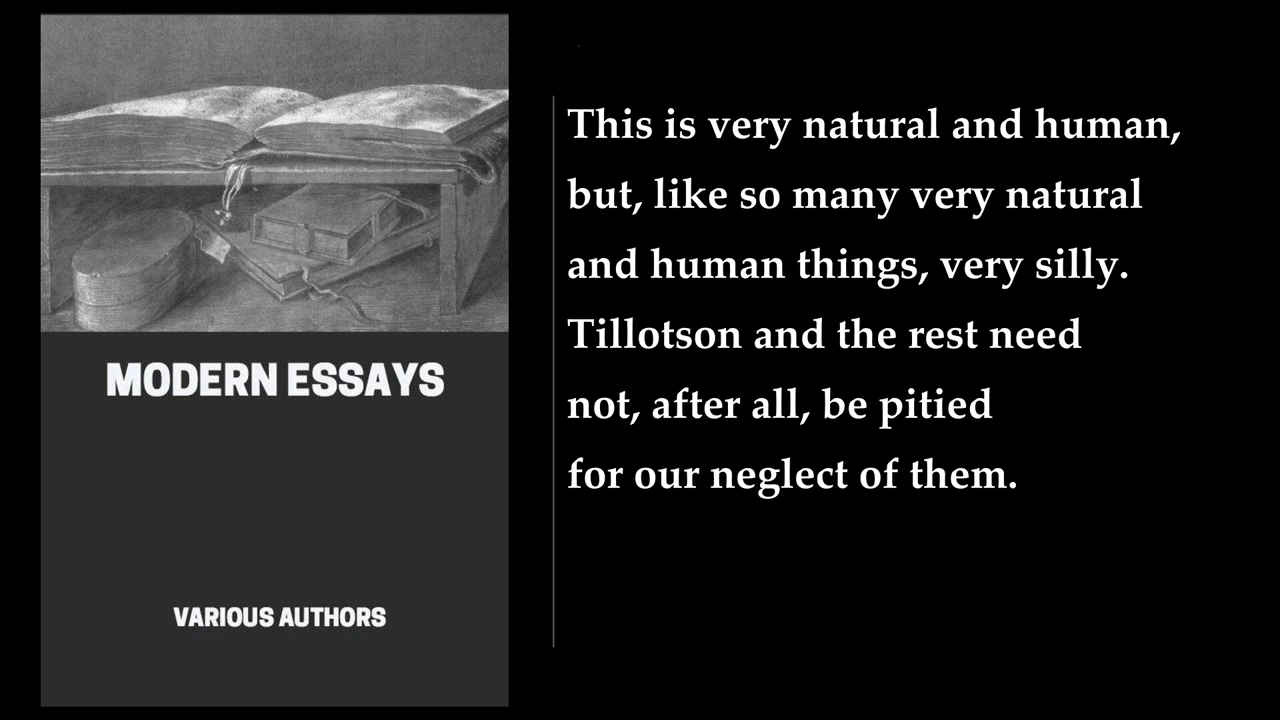 MODERN ESSAYS
VARIOUS AUTHORS
This is very natural and human,
but, like so many very natural
and human things, very silly.
Tillotson and the rest need
not, after all, be pitied
for our neglect of them.